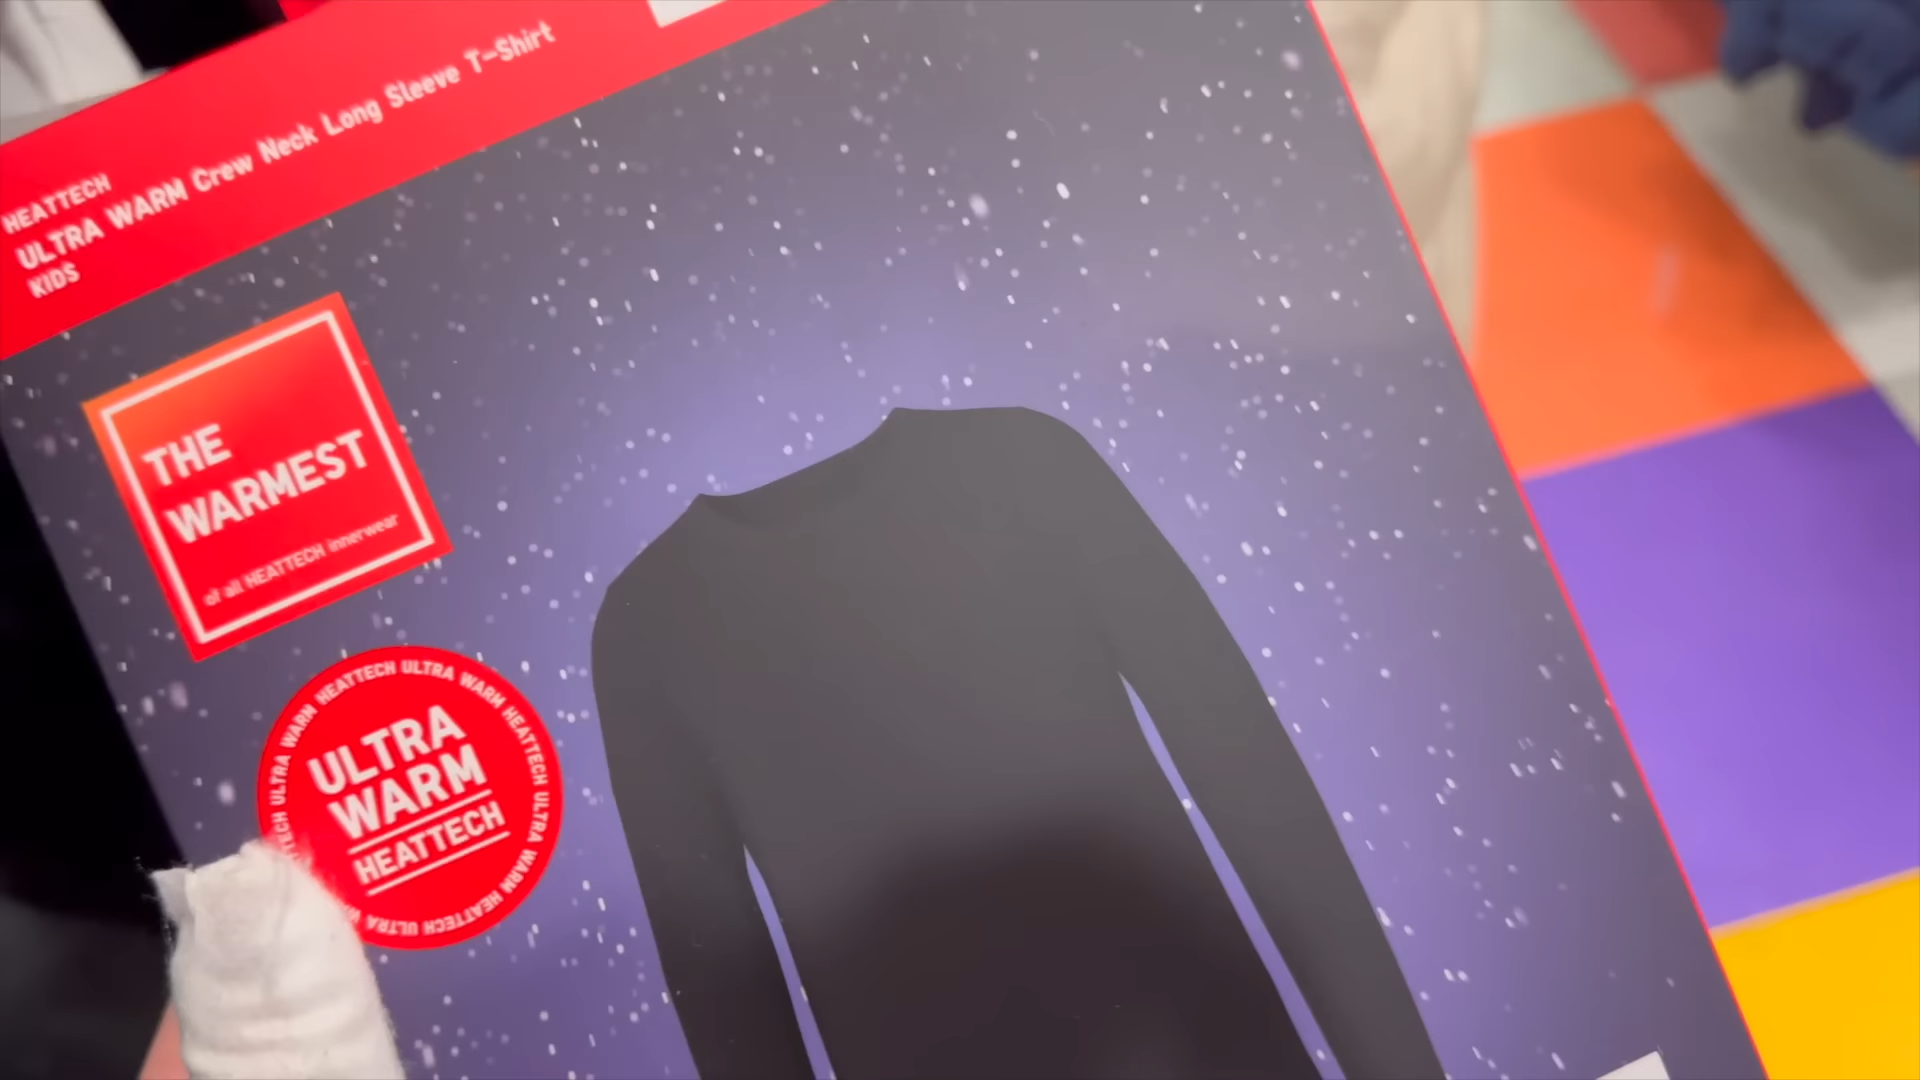 HEATTECH
ULTRA WARM Crew Neck Long Sleeve T-Shirt
KIDS
THE
WARMEST
of all HEATTECH innerwear
HEATTECH ULTRA WARM HEATTECH ULTRA WARM HEATTECH ULTRA WARM
ULTRA
WARM
HEATTECH